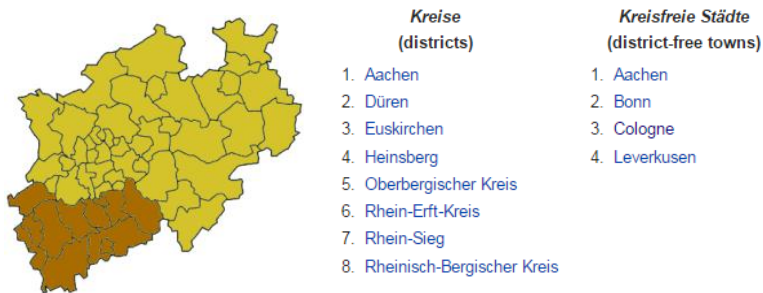 Kreise
(districts)
1. Aachen
2. Düren
3. Euskirchen
4. Heinsberg
5. Oberbergischer Kreis
6. Rhein-Erft-Kreis
7. Rhein-Sieg
8. Rheinisch-Bergischer Kreis
Kreisfreie Städte
(district-free towns)
1. Aachen
2. Bonn
3. Cologne
4. Leverkusen